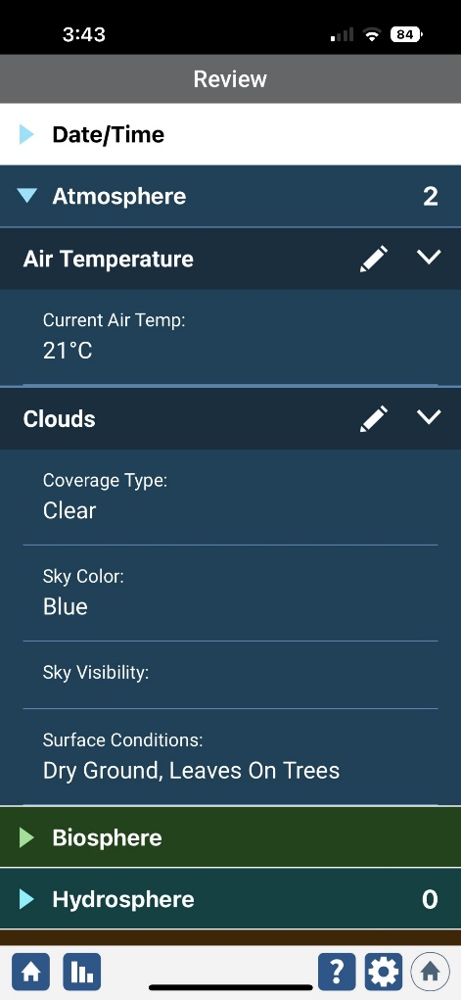 3:43
84
Review
Date/Time
Atmosphere 2
Air Temperature
Current Air Temp:
21°C
Clouds
Coverage Type:
Clear
Sky Color:
Blue
Sky Visibility:
Surface Conditions:
Dry Ground, Leaves On Trees
Biosphere
Hydrosphere 0
?